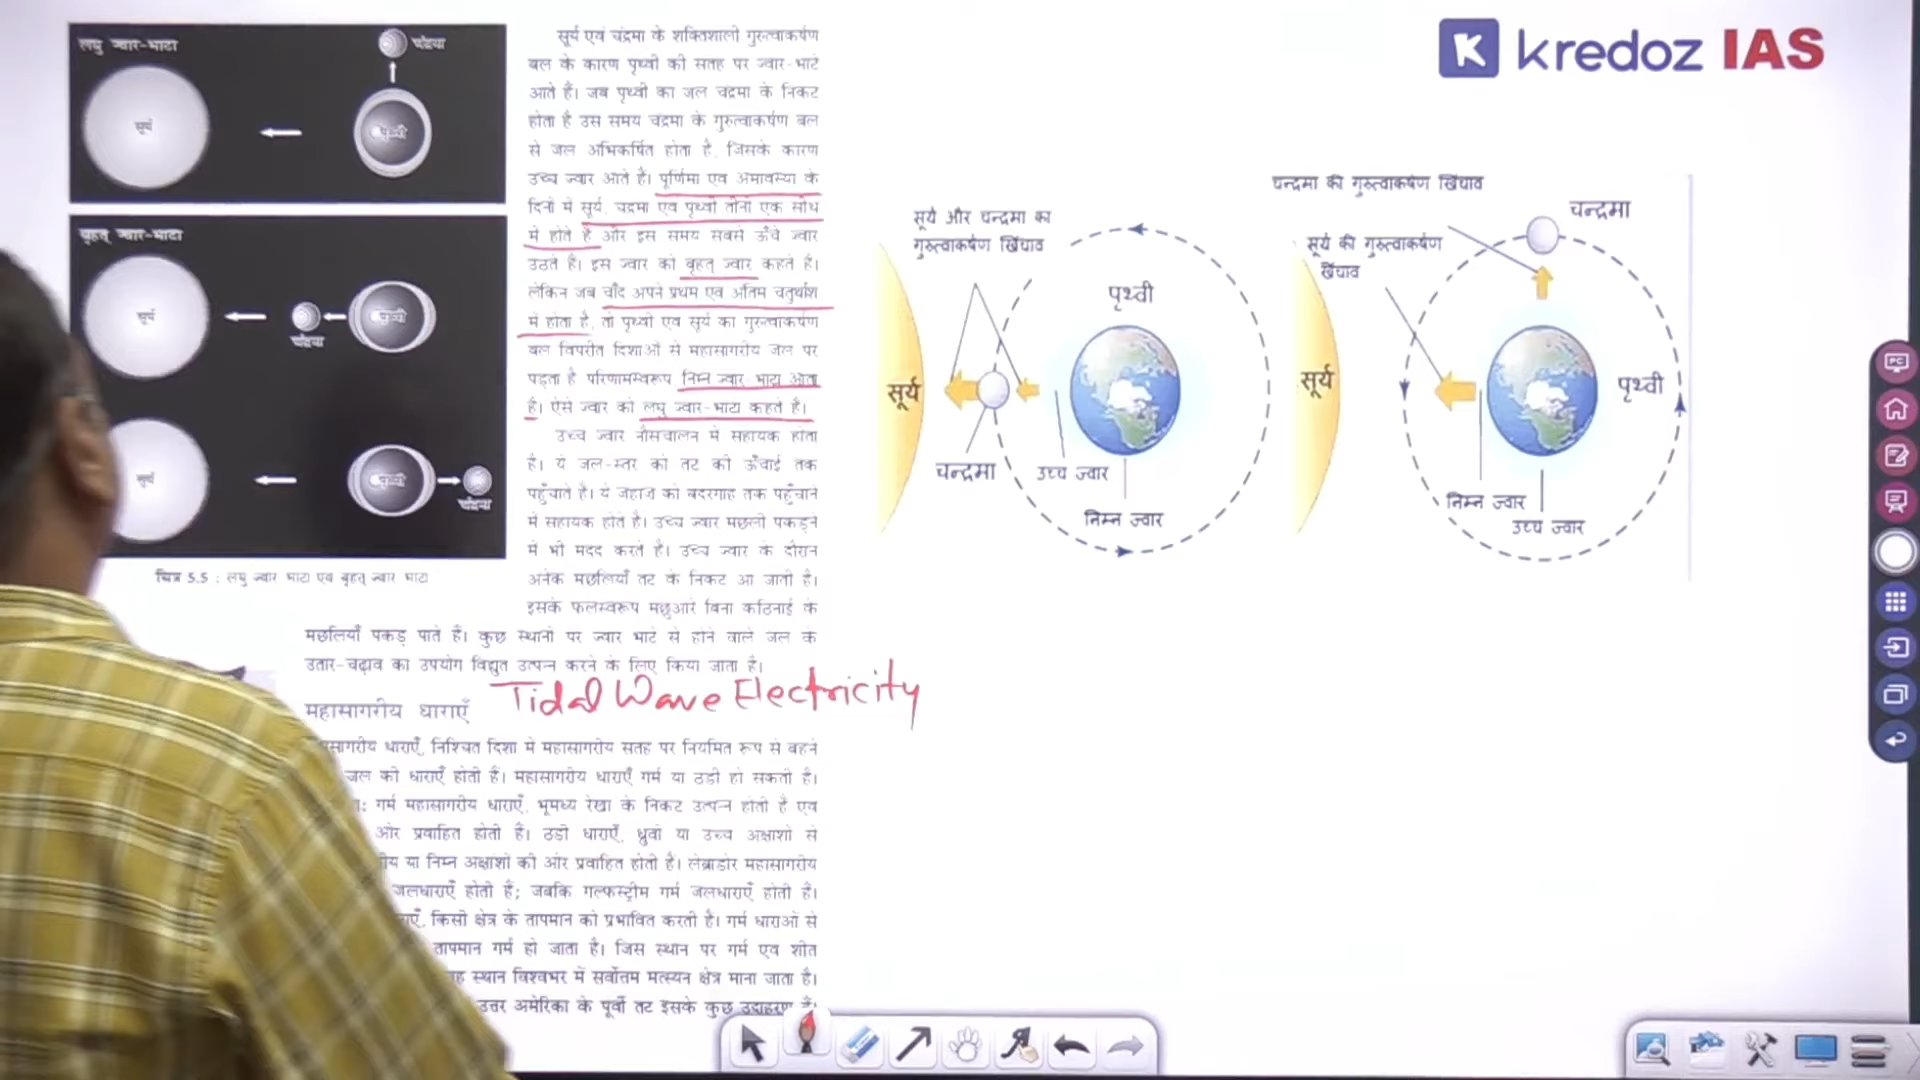 लघु ज्वार-भाटा
चंद्रमा
सूर्य
पृथ्वी
बृहत् ज्वार-भाटा
सूर्य
चंद्रमा
पृथ्वी
सूर्य
पृथ्वी
चंद्रमा
चित्र 5.5 : लघु ज्वार भाटा एवं बृहत् ज्वार भाटा
सूर्य एवं चंद्रमा के शक्तिशाली गुरुत्वाकर्षण
बल के कारण पृथ्वी की सतह पर ज्वार-भाटे
आते हैं। जब पृथ्वी का जल चंद्रमा के निकट
होता है उस समय चंद्रमा के गुरुत्वाकर्षण बल
से जल अभिकर्षित होता है, जिसके कारण
उच्च ज्वार आते हैं। पूर्णिमा एवं अमावस्या के
दिनों में सूर्य, चंद्रमा एवं पृथ्वी तीनों एक सीध
में होते हैं और इस समय सबसे ऊँचे ज्वार
उठते हैं। इस ज्वार को बृहत् ज्वार कहते हैं।
लेकिन जब चाँद अपने प्रथम एवं अंतिम चतुर्थांश
में होता है, तो पृथ्वी एवं सूर्य का गुरुत्वाकर्षण
बल विपरीत दिशाओं से महासागरीय जल पर
पड़ता है परिणामस्वरूप निम्न ज्वार भाटा आता
है। ऐसे ज्वार को लघु ज्वार-भाटा कहते हैं।
उच्च ज्वार नौसंचालन में सहायक होता
है। ये जल-स्तर को तट की ऊँचाई तक
पहुँचाते हैं। ये जहाज़ को बंदरगाह तक पहुँचाने
में सहायक होते हैं। उच्च ज्वार मछली पकड़ने
में भी मदद करते हैं। उच्च ज्वार के दौरान
अनेक मछलियाँ तट के निकट आ जाती हैं।
इसके फलस्वरूप मछुआरे बिना कठिनाई के
मछलियाँ पकड़ पाते हैं। कुछ स्थानों पर ज्वार भाटे से होने वाले जल के
उतार-चढ़ाव का उपयोग विद्युत उत्पन्न करने के लिए किया जाता है।
Tidal Wave Electricity
महासागरीय धाराएँ
धाराएँ, निश्चित दिशा में महासागरीय सतह पर नियमित रूप से बहने
जल की धाराएँ होती हैं। महासागरीय धाराएँ गर्म या ठंडी हो सकती हैं।
गर्म महासागरीय धाराएँ, भूमध्य रेखा के निकट उत्पन्न होती हैं एवं
ओर प्रवाहित होती हैं। ठंडी धाराएँ, ध्रुवों या उच्च अक्षांशों से
या निम्न अक्षांशों की ओर प्रवाहित होती हैं। लेब्राडोर महासागरीय
जलधाराएँ होती हैं; जबकि गल्फस्ट्रीम गर्म जलधाराएँ होती हैं।
किसी क्षेत्र के तापमान को प्रभावित करती हैं। गर्म धाराओं से
तापमान गर्म हो जाता है। जिस स्थान पर गर्म एवं शीत
स्थान विश्वभर में सर्वोत्तम मत्स्यन क्षेत्र माना जाता है।
उत्तर अमेरिका के पूर्वी तट इसके कुछ उदाहरण हैं।
kredoz IAS
सूर्य और चन्द्रमा का
गुरुत्वाकर्षण खिंचाव
पृथ्वी
सूर्य
चन्द्रमा
उच्च ज्वार
निम्न ज्वार
चन्द्रमा की गुरुत्वाकर्षण खिंचाव
चन्द्रमा
सूर्य की गुरुत्वाकर्षण
खिंचाव
सूर्य
पृथ्वी
निम्न ज्वार
उच्च ज्वार
PC